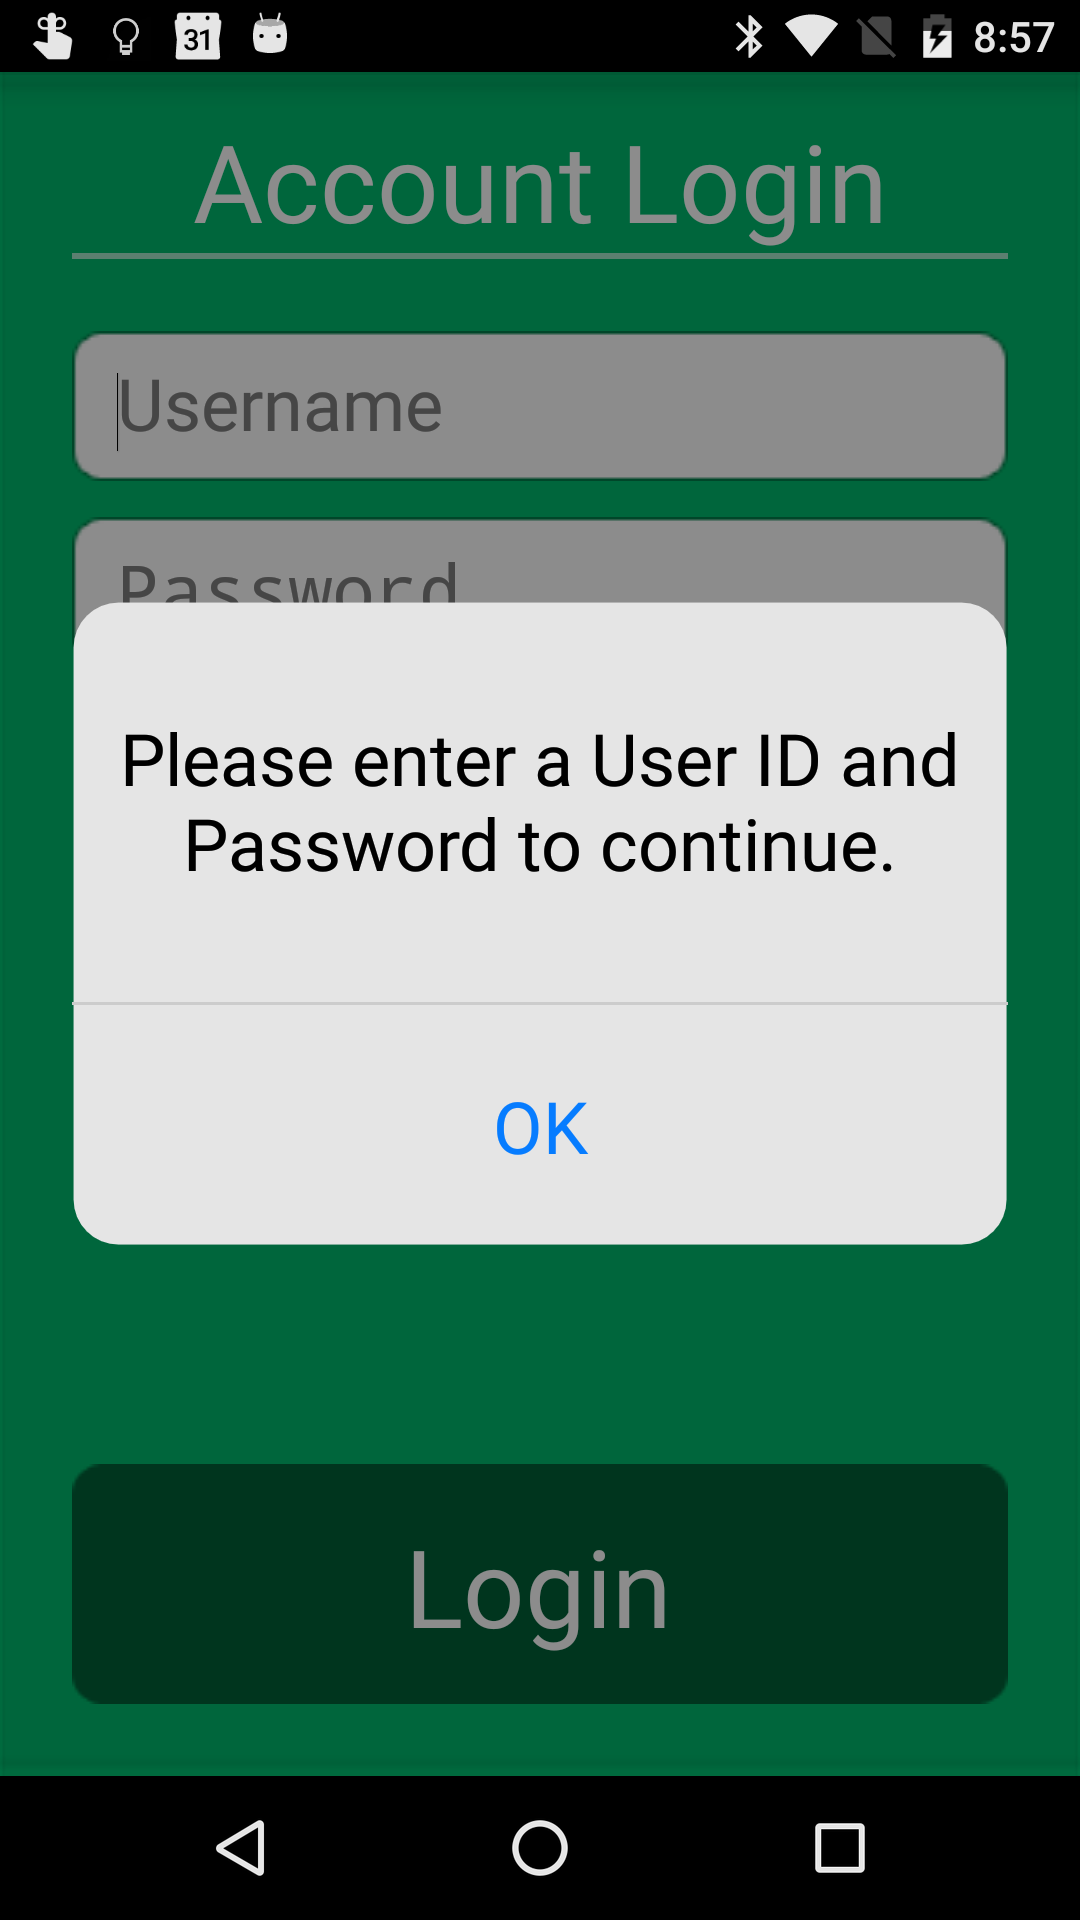 31
8:57
Account Login
Username
Password
Please enter a User ID and
Password to continue.
OK
Login